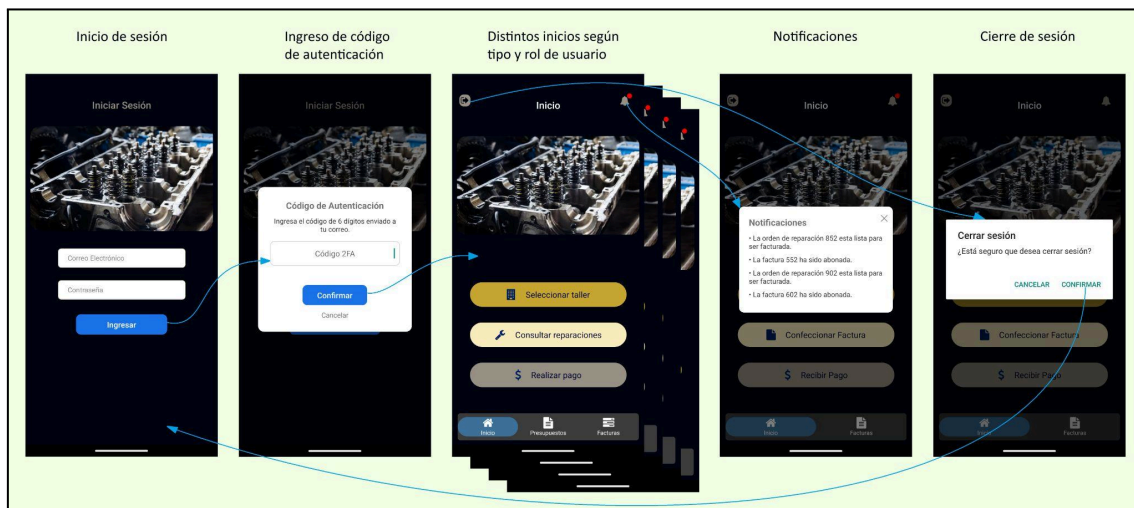 Inicio de sesión
Ingreso de código
de autenticación
Distintos inicios según
tipo y rol de usuario
Notificaciones
Cierre de sesión
Iniciar Sesión
Correo Electrónico
Contraseña
Ingresar
Iniciar Sesión
Código de Autenticación
Ingresa el código de 6 dígitos enviado a
tu correo.
Código 2FA
Confirmar
Cancelar
Inicio
Seleccionar taller
Consultar reparaciones
$ Realizar pago
Inicio
Presupuestos
Facturas
Inicio
Notificaciones
• La orden de reparación 852 esta lista para
ser facturada.
• La factura 552 ha sido abonada.
• La orden de reparación 902 esta lista para
ser facturada.
• La factura 602 ha sido abonada.
Confeccionar Factura
$ Recibir Pago
Inicio
Facturas
Inicio
Cerrar sesión
¿Está seguro que desea cerrar sesión?
CANCELAR CONFIRMAR
Confeccionar Factura
$ Recibir Pago
Inicio
Facturas